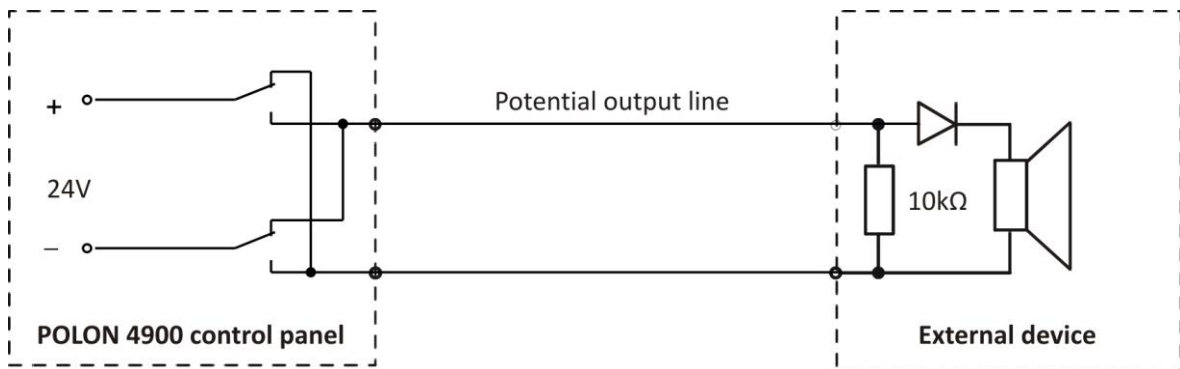 Potential output line
+
24V
−
10kΩ
POLON 4900 control panel
External device